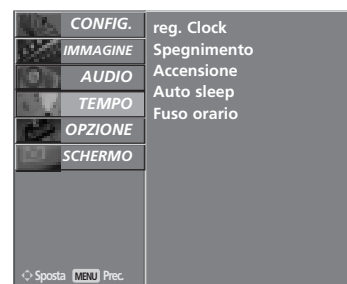 CONFIG.
IMMAGINE
AUDIO
TEMPO
OPZIONE
SCHERMO
reg. Clock
Spegnimento
Accensione
Auto sleep
Fuso orario
Sposta MENU Prec.